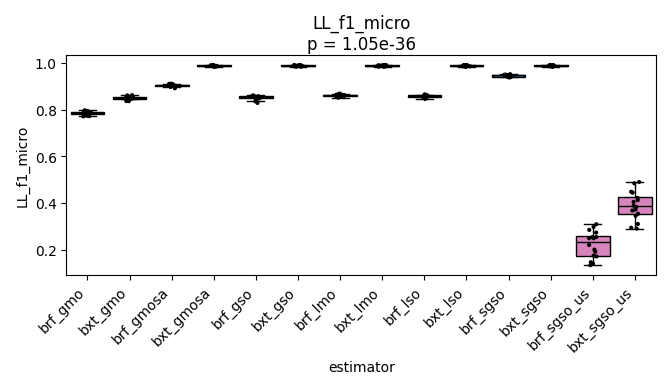 LL_f1_micro
p = 1.05e-36
LL_f1_micro
1.0
0.8
0.6
0.4
0.2
brf_gmo
bxt_gmo
brf_gmosa
bxt_gmosa
brf_gso
bxt_gso
brf_lmo
bxt_lmo
brf_lso
bxt_lso
brf_sgso
bxt_sgso
brf_sgso_us
bxt_sgso_us
estimator